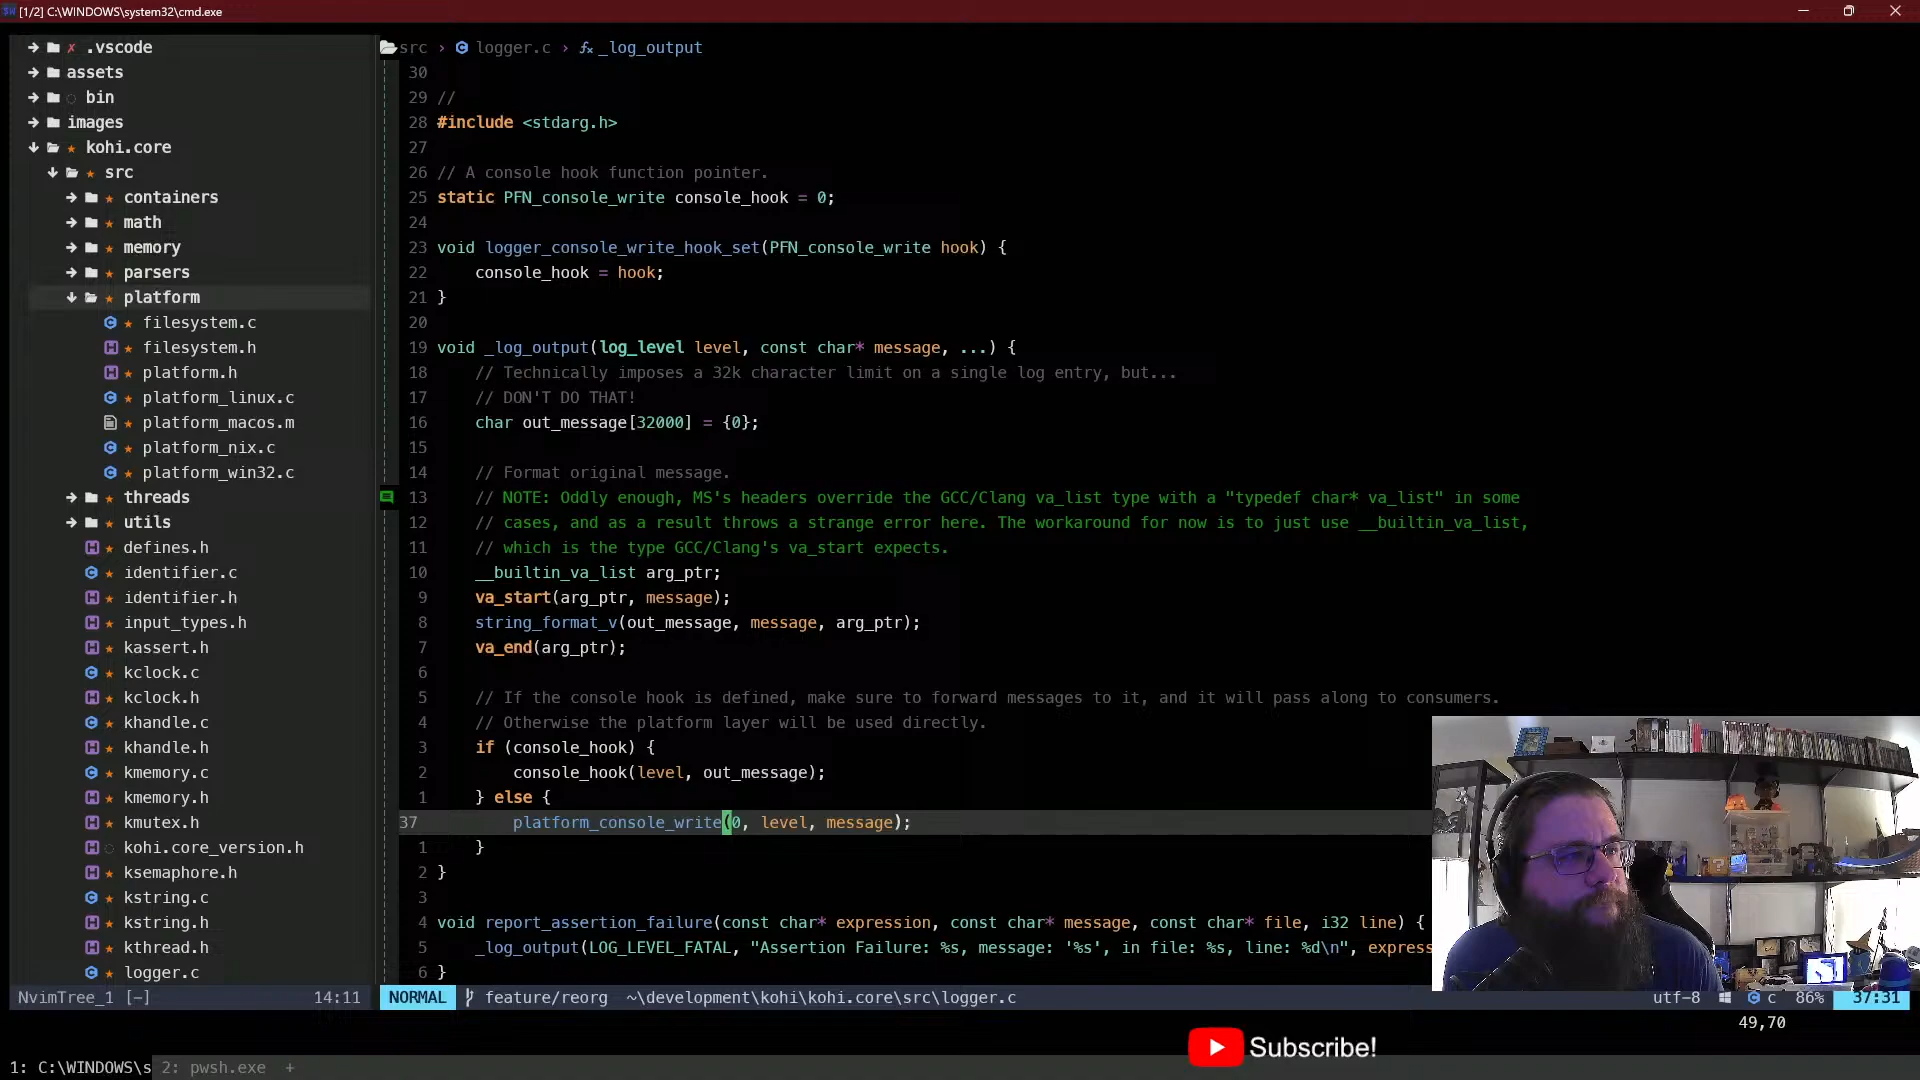 [1/2] C:\WINDOWS\system32\cmd.exe
.vscode
assets
bin
images
kohi.core
src
containers
math
memory
parsers
platform
filesystem.c
filesystem.h
platform.h
platform_linux.c
platform_macos.m
platform_nix.c
platform_win32.c
threads
utils
defines.h
identifier.c
identifier.h
input_types.h
kassert.h
kclock.c
kclock.h
khandle.c
khandle.h
kmemory.c
kmemory.h
kmutex.h
kohi.core_version.h
ksemaphore.h
kstring.c
kstring.h
kthread.h
logger.c
NvimTree_1 [-] 14:11
src › logger.c › _log_output
30
29 //
28 #include <stdarg.h>
27
26 // A console hook function pointer.
25 static PFN_console_write console_hook = 0;
24
23 void logger_console_write_hook_set(PFN_console_write hook) {
22 console_hook = hook;
21 }
20
19 void _log_output(log_level level, const char* message, ...) {
18 // Technically imposes a 32k character limit on a single log entry, but...
17 // DON'T DO THAT!
16 char out_message[32000] = {0};
15
14 // Format original message.
13 // NOTE: Oddly enough, MS's headers override the GCC/Clang va_list type with a "typedef char* va_list" in some
12 // cases, and as a result throws a strange error here. The workaround for now is to just use __builtin_va_list,
11 // which is the type GCC/Clang's va_start expects.
10 __builtin_va_list arg_ptr;
9 va_start(arg_ptr, message);
8 string_format_v(out_message, message, arg_ptr);
7 va_end(arg_ptr);
6
5 // If the console hook is defined, make sure to forward messages to it, and it will pass along to consumers.
4 // Otherwise the platform layer will be used directly.
3 if (console_hook) {
2 console_hook(level, out_message);
1 } else {
37 platform_console_write(0, level, message);
1 }
2 }
3
4 void report_assertion_failure(const char* expression, const char* message, const char* file, i32 line) {
5 _log_output(LOG_LEVEL_FATAL, "Assertion Failure: %s, message: '%s', in file: %s, line: %d\n", express
6 }
NORMAL feature/reorg ~\development\kohi\kohi.core\src\logger.c utf-8 c 86% 37:31
49,70
Subscribe!
1: C:\WINDOWS\s 2: pwsh.exe +